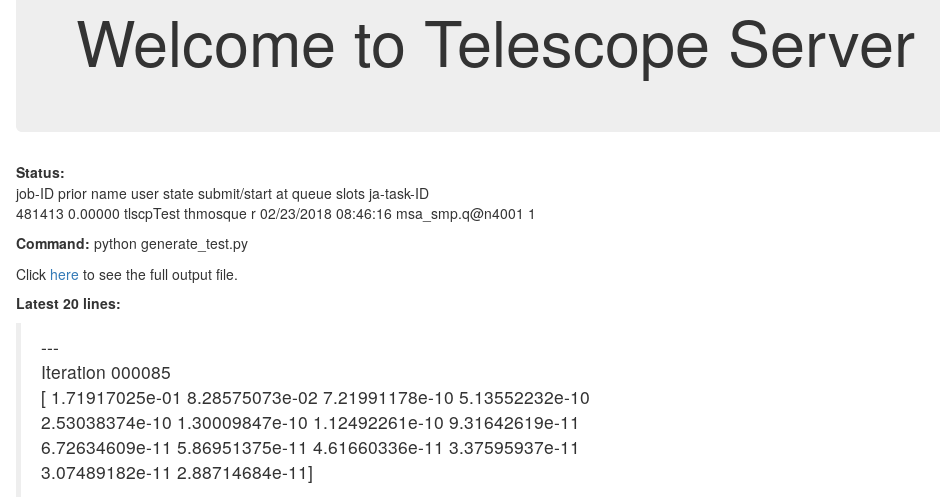 Welcome to Telescope Server
Status:
job-ID prior name user state submit/start at queue slots ja-task-ID
481413 0.00000 tlscpTest thmosque r 02/23/2018 08:46:16 msa_smp.q@n4001 1
Command: python generate_test.py
Click here to see the full output file.
Latest 20 lines:
---
Iteration 000085
[ 1.71917025e-01 8.28575073e-02 7.21991178e-10 5.13552232e-10
2.53038374e-10 1.30009847e-10 1.12492261e-10 9.31642619e-11
6.72634609e-11 5.86951375e-11 4.61660336e-11 3.37595937e-11
3.07489182e-11 2.88714684e-11]